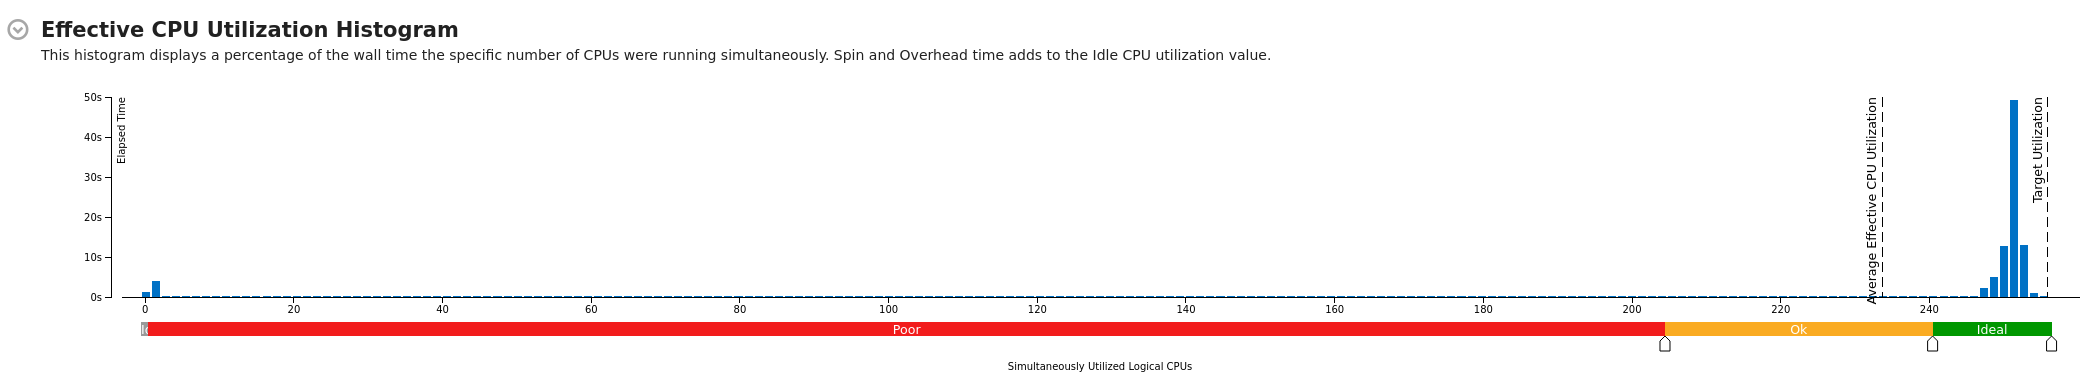 Effective CPU Utilization Histogram
This histogram displays a percentage of the wall time the specific number of CPUs were running simultaneously. Spin and Overhead time adds to the Idle CPU utilization value.
50s
40s
30s
20s
10s
0s
Elapsed Time
Average Effective CPU Utilization
Target Utilization
0 20 40 60 80 100 120 140 160 180 200 220 240
Poor Ok Ideal
Simultaneously Utilized Logical CPUs